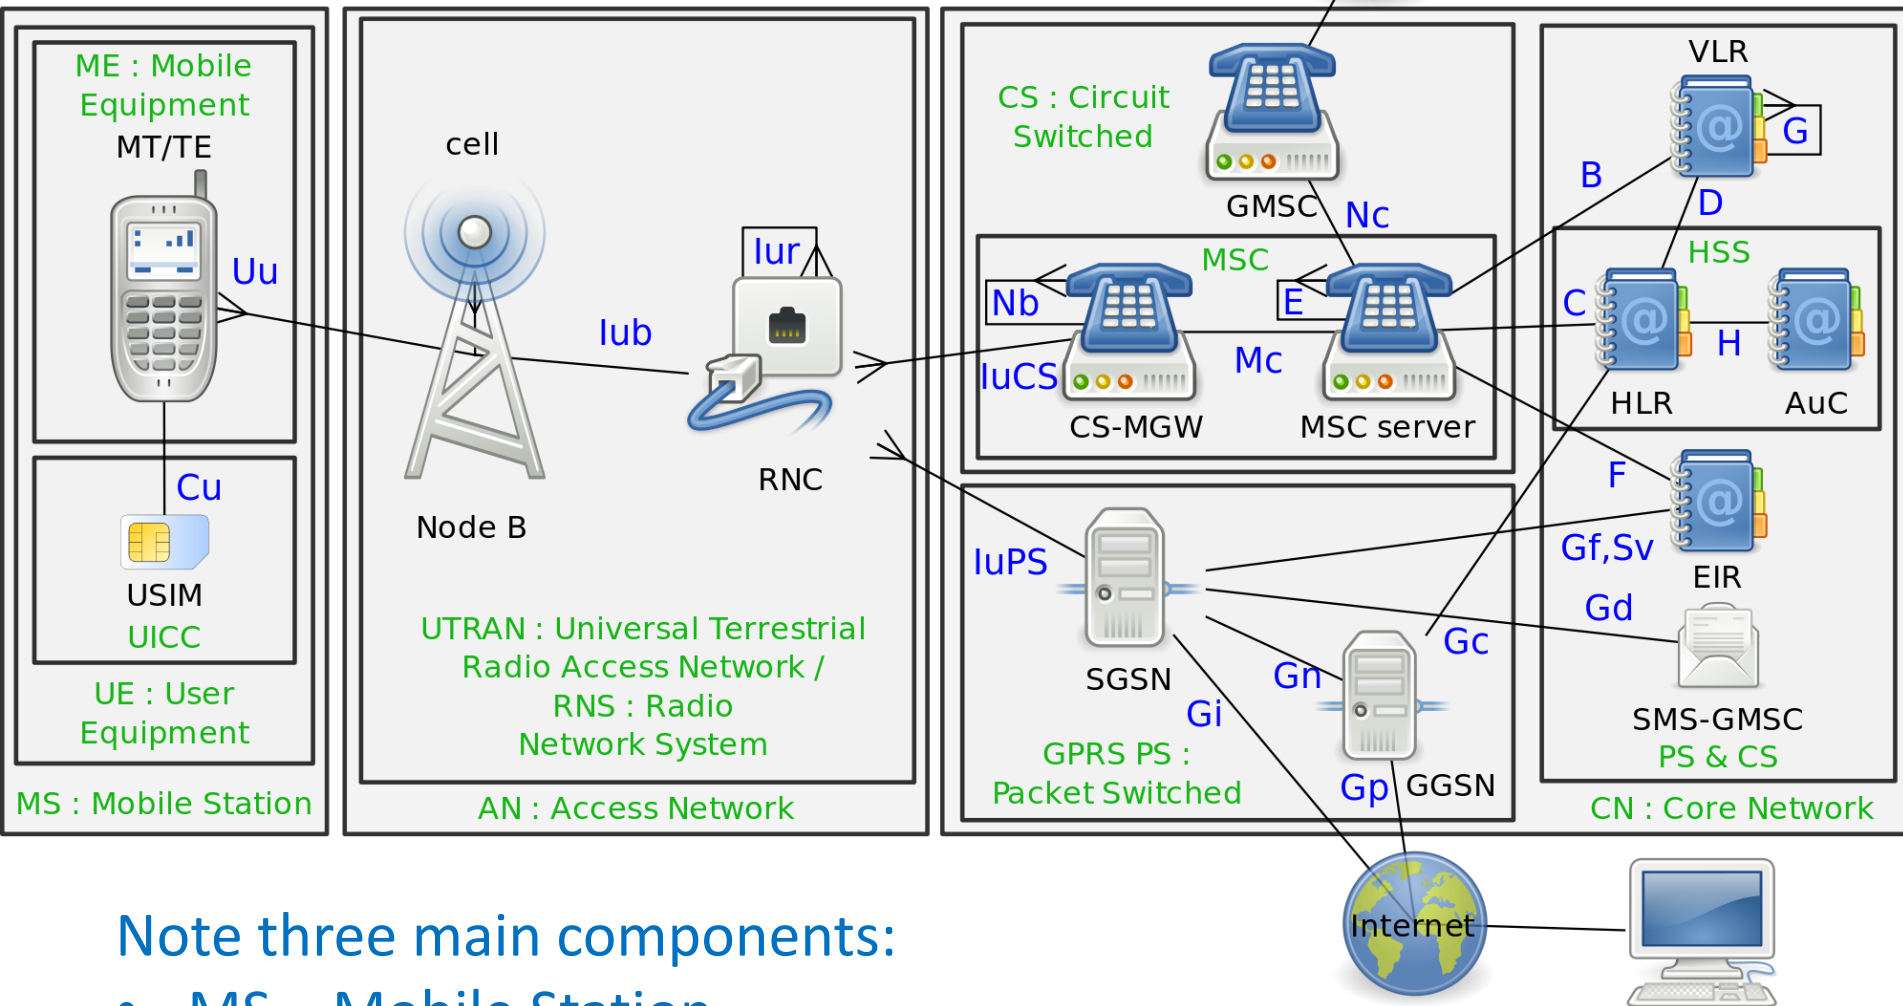 ME : Mobile
Equipment
MT/TE
Uu
Cu
USIM
UICC
UE : User
Equipment
MS : Mobile Station
cell
Iub
Iur
RNC
Node B
UTRAN : Universal Terrestrial
Radio Access Network /
RNS : Radio
Network System
AN : Access Network
CS : Circuit
Switched
GMSC
Nc
MSC
Nb
E
IuCS
Mc
CS-MGW
MSC server
IuPS
SGSN
Gn
Gi
Gc
GPRS PS :
Packet Switched
Gp
GGSN
VLR
@
G
B
D
HSS
C
@
H
@
HLR
AuC
F
@
Gf,Sv
EIR
Gd
SMS-GMSC
PS & CS
CN : Core Network
Internet
Note three main components:
• MS – Mobile Station